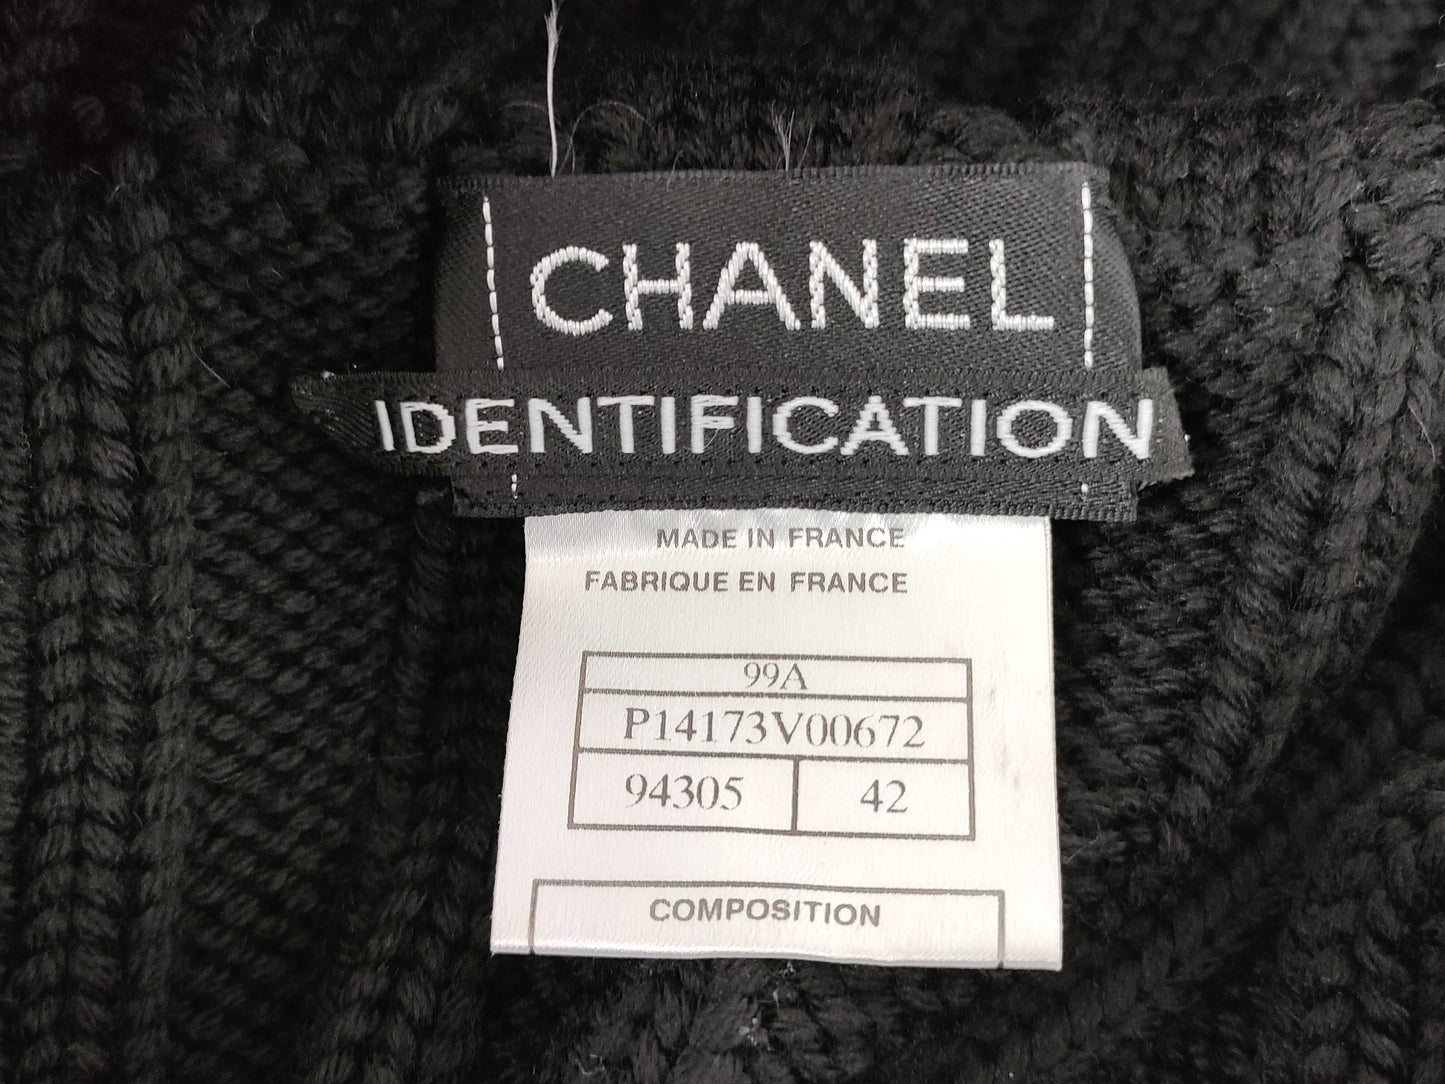 CHANEL
IDENTIFICATION
MADE IN FRANCE
FABRIQUE EN FRANCE
99A
P14173V00672
94305 42
COMPOSITION